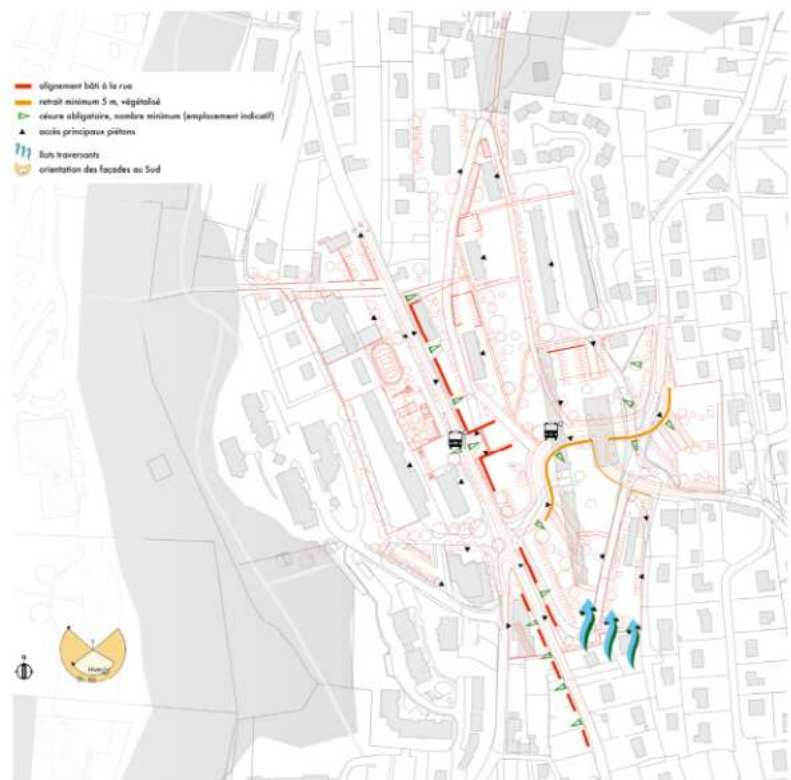 alignement bâti à la rue
retrait minimum 5 m, végétalisé
césure obligatoire, nombre minimum (emplacement indicatif)
accès principaux piétons
îlots traversants
orientation des façades au Sud
N